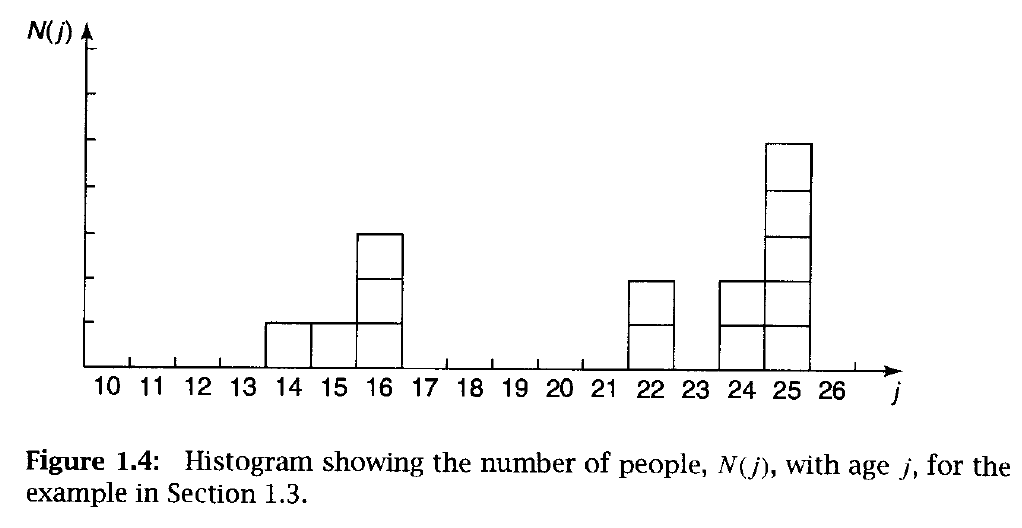 N(j)
10 11 12 13 14 15 16 17 18 19 20 21 22 23 24 25 26 j
Figure 1.4: Histogram showing the number of people, N(j), with age j, for the
example in Section 1.3.